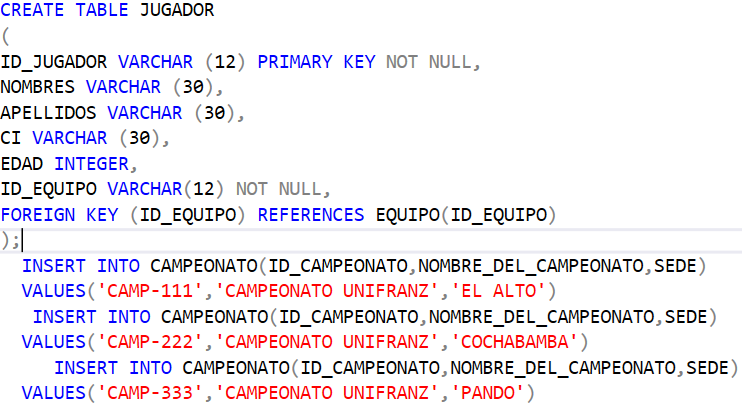 CREATE TABLE JUGADOR
(
ID_JUGADOR VARCHAR (12) PRIMARY KEY NOT NULL,
NOMBRES VARCHAR (30),
APELLIDOS VARCHAR (30),
CI VARCHAR (30),
EDAD INTEGER,
ID_EQUIPO VARCHAR(12) NOT NULL,
FOREIGN KEY (ID_EQUIPO) REFERENCES EQUIPO(ID_EQUIPO)
);
INSERT INTO CAMPEONATO(ID_CAMPEONATO,NOMBRE_DEL_CAMPEONATO,SEDE)
VALUES('CAMP-111','CAMPEONATO UNIFRANZ','EL ALTO')
INSERT INTO CAMPEONATO(ID_CAMPEONATO,NOMBRE_DEL_CAMPEONATO,SEDE)
VALUES('CAMP-222','CAMPEONATO UNIFRANZ','COCHABAMBA')
INSERT INTO CAMPEONATO(ID_CAMPEONATO,NOMBRE_DEL_CAMPEONATO,SEDE)
VALUES('CAMP-333','CAMPEONATO UNIFRANZ','PANDO')